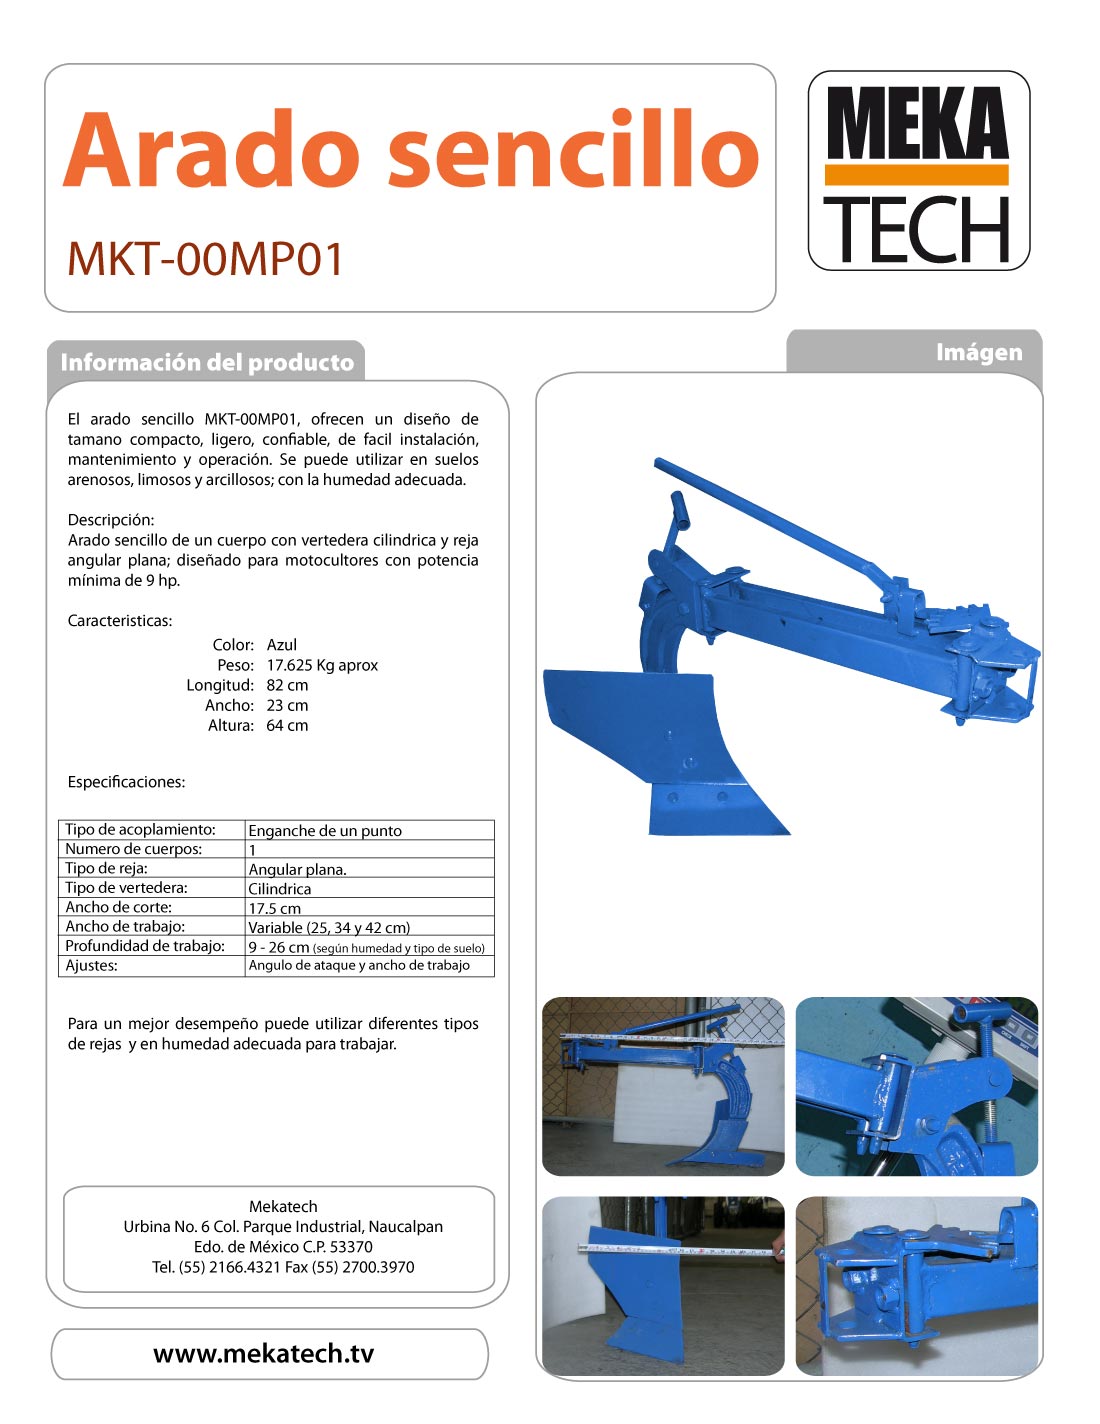 Arado sencillo
MKT-00MP01
MEKA
TECH
Información del producto
Imágen
El arado sencillo MKT-00MP01, ofrecen un diseño de
tamano compacto, ligero, confiable, de facil instalación,
mantenimiento y operación. Se puede utilizar en suelos
arenosos, limosos y arcillosos; con la humedad adecuada.
Descripción:
Arado sencillo de un cuerpo con vertedera cilindrica y reja
angular plana; diseñado para motocultores con potencia
mínima de 9 hp.
Caracteristicas:
Color: Azul
Peso: 17.625 Kg aprox
Longitud: 82 cm
Ancho: 23 cm
Altura: 64 cm
Especificaciones:
Tipo de acoplamiento: Enganche de un punto
Numero de cuerpos: 1
Tipo de reja: Angular plana.
Tipo de vertedera: Cilindrica
Ancho de corte: 17.5 cm
Ancho de trabajo: Variable (25, 34 y 42 cm)
Profundidad de trabajo: 9 - 26 cm (según humedad y tipo de suelo)
Ajustes: Angulo de ataque y ancho de trabajo
Para un mejor desempeño puede utilizar diferentes tipos
de rejas y en humedad adecuada para trabajar.
Mekatech
Urbina No. 6 Col. Parque Industrial, Naucalpan
Edo. de México C.P. 53370
Tel. (55) 2166.4321 Fax (55) 2700.3970
www.mekatech.tv